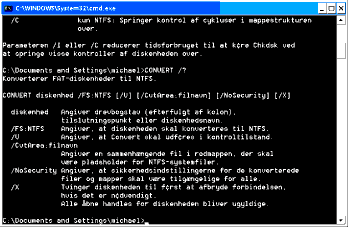 C:\WINDOWS\System32\cmd.exe
/C kun NTFS: Springer kontrol af cykluser i mappestrukturen
over.
Parameteren /I eller /C reducerer tidsforbruget til at køre Chkdsk ved
at springe visse kontroller af diskenheden over.
C:\Documents and Settings\michael>CONVERT /?
Konverterer FAT-diskenheder til NTFS.
CONVERT diskenhed /FS:NTFS [/V] [/CvtArea:filnavn] [/NoSecurity] [/X]
diskenhed Angiver drevbogstav (efterfulgt af kolon),
tilslutningspunkt eller diskenhedsnavn.
/FS:NTFS Angiver, at diskenheden skal konverteres til NTFS.
/V Angiver, at Convert skal udføres i kontroltilstand.
/CvtArea:filnavn
Angiver en sammenhængende fil i rodmappen, der skal
være pladsholder for NTFS-systemfiler.
/NoSecurity Angiver, at sikkerhedsindstillingerne for de konverterede
filer og mapper skal være tilgængelige for alle.
/X Tvinger diskenheden til først at afbryde forbindelsen,
hvis det er nødvendigt.
Alle åbne handles for diskenheden bliver ugyldige.
C:\Documents and Settings\michael>_